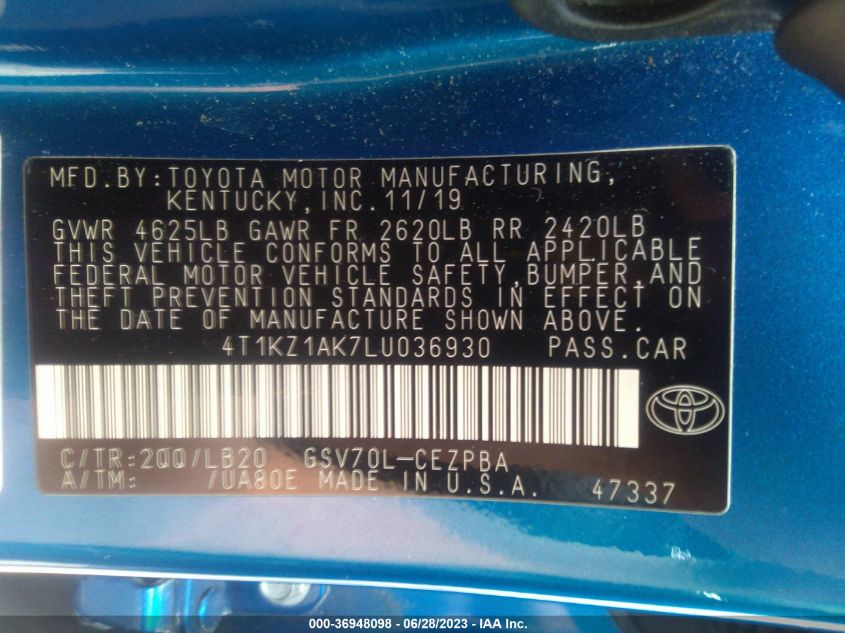 MFD.BY:TOYOTA MOTOR MANUFACTURING,
KENTUCKY,INC.11/19
GVWR 4625LB GAWR FR 2620LB RR 2420LB
THIS VEHICLE CONFORMS TO ALL APPLICABLE
FEDERAL MOTOR VEHICLE SAFETY,BUMPER,AND
THEFT PREVENTION STANDARDS IN EFFECT ON
THE DATE OF MANUFACTURE SHOWN ABOVE.
4T1KZ1AK7LU036930 PASS.CAR
C/TR:200/LB20 GSV70L-CEZPBA
A/TM: /UA80E MADE IN U.S.A. 47337
000-36948098 - 06/28/2023 - IAA Inc.